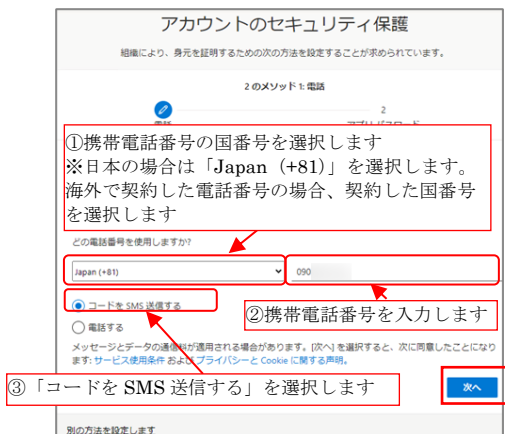 アカウントのセキュリティ保護
組織により、身元を証明するための次の方法を設定することが求められています。
2 のメソッド 1: 電話
2
①携帯電話番号の国番号を選択します
※日本の場合は「Japan（+81）」を選択します。
海外で契約した電話番号の場合、契約した国番号
を選択します
どの電話番号を使用しますか?
Japan (+81)
090
コードを SMS 送信する
②携帯電話番号を入力します
電話する
メッセージとデータの通信料が適用される場合があります。[次へ] を選択すると、次に同意したことになり
ます: サービス使用条件 および プライバシーと Cookie に関する声明。
③「コードを SMS 送信する」を選択します
次へ
別の方法を設定します